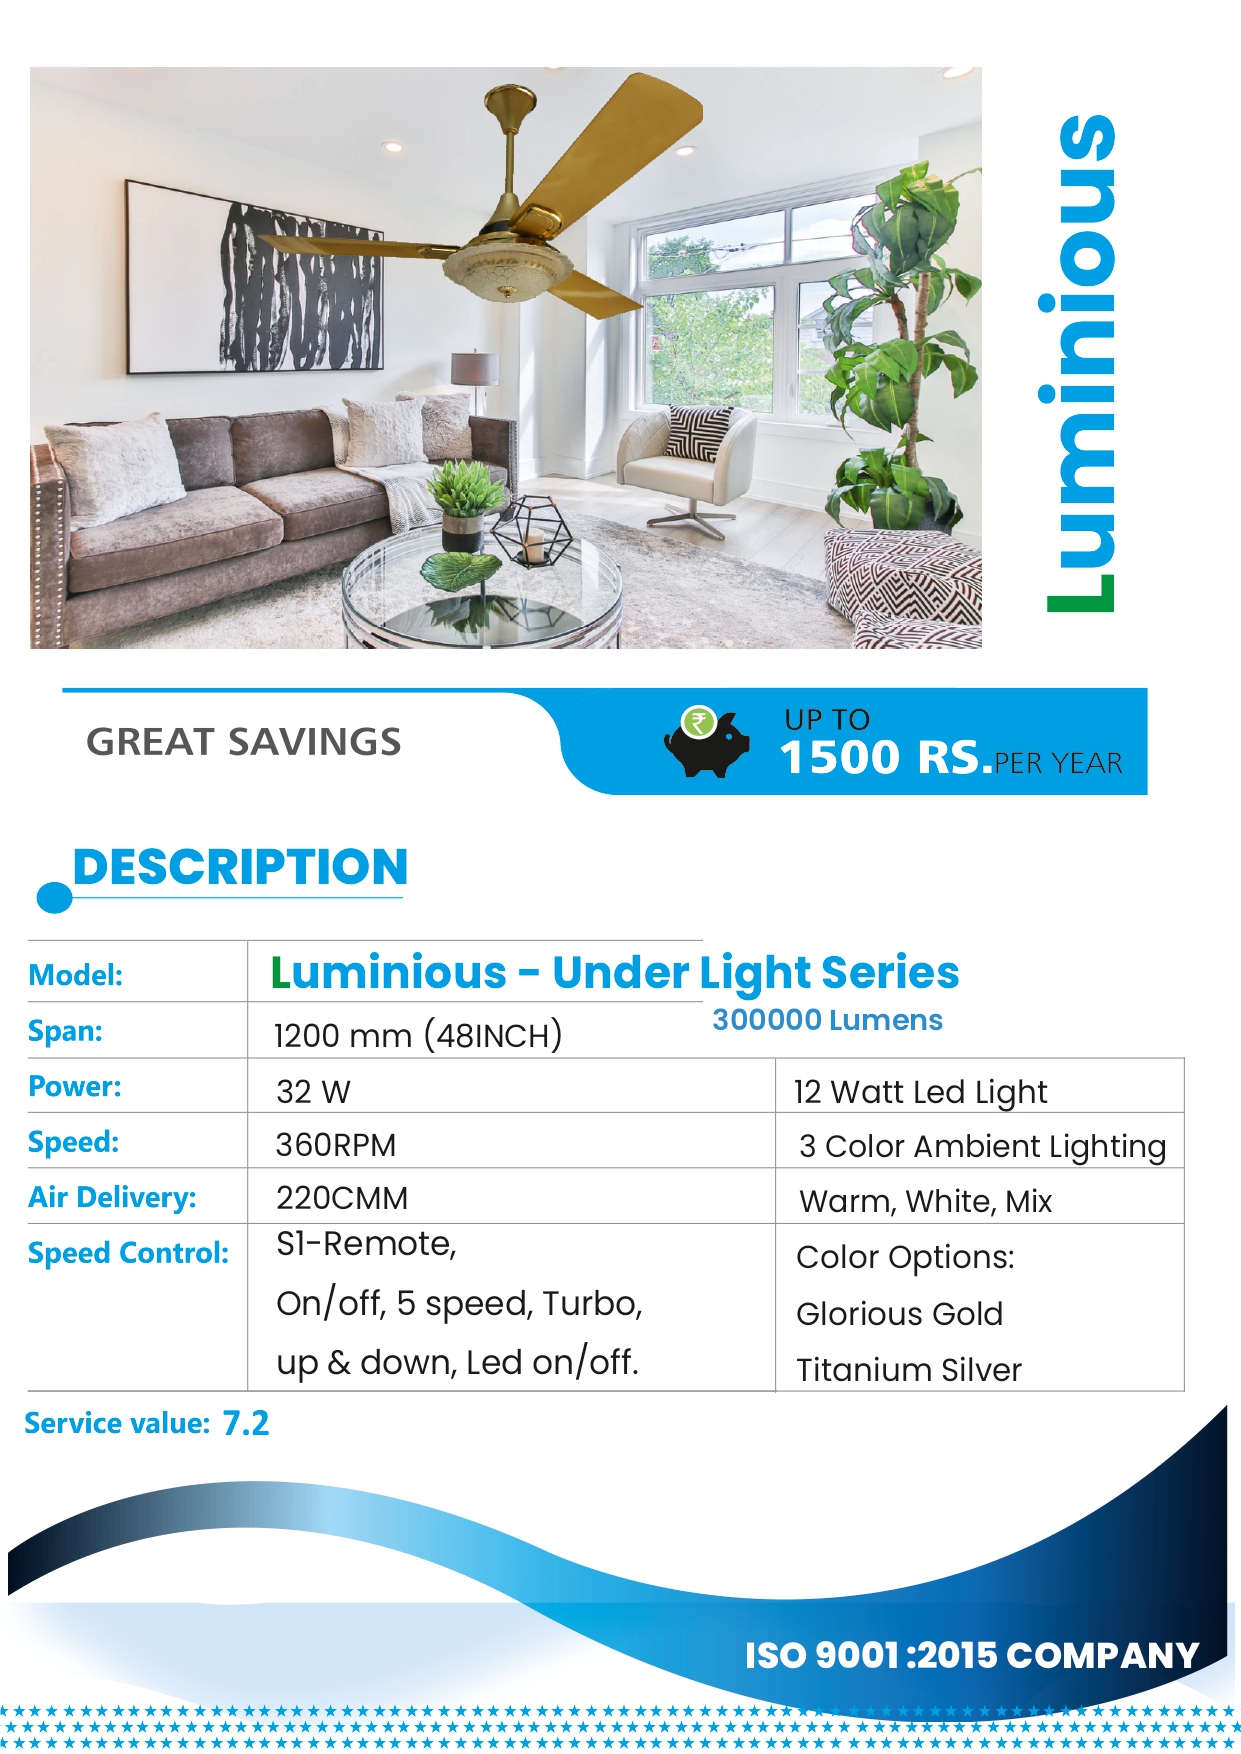 Luminious
GREAT SAVINGS
₹
UP TO
1500 RS.PER YEAR
DESCRIPTION
Model: Luminious - Under Light Series
300000 Lumens
Span: 1200 mm (48INCH)
Power: 32 W 12 Watt Led Light
Speed: 360RPM 3 Color Ambient Lighting
Air Delivery: 220CMM Warm, White, Mix
Speed Control: S1-Remote, Color Options:
On/off, 5 speed, Turbo, Glorious Gold
up & down, Led on/off. Titanium Silver
Service value: 7.2
ISO 9001 :2015 COMPANY